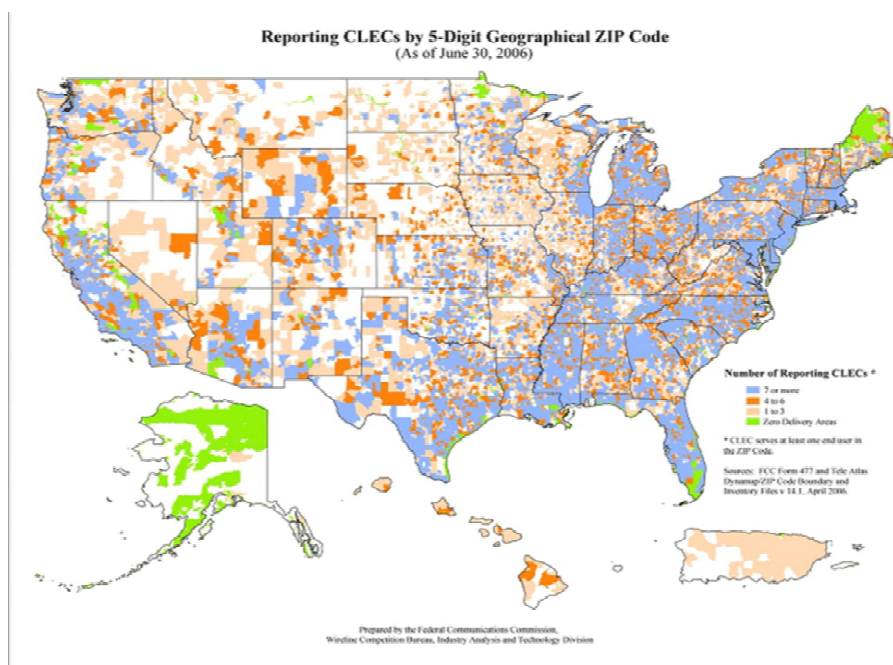 Reporting CLECs by 5-Digit Geographical ZIP Code
(As of June 30, 2006)
Number of Reporting CLECs *
7 or more
4 to 6
1 to 3
Zero Delivery Areas
* CLEC serves at least one end user in
the ZIP Code.
Sources: FCC Form 477 and Tele Atlas
Dynamap/ZIP Code Boundary and
Inventory Files v 14.1, April 2006.
Prepared by the Federal Communications Commission,
Wireline Competition Bureau, Industry Analysis and Technology Division